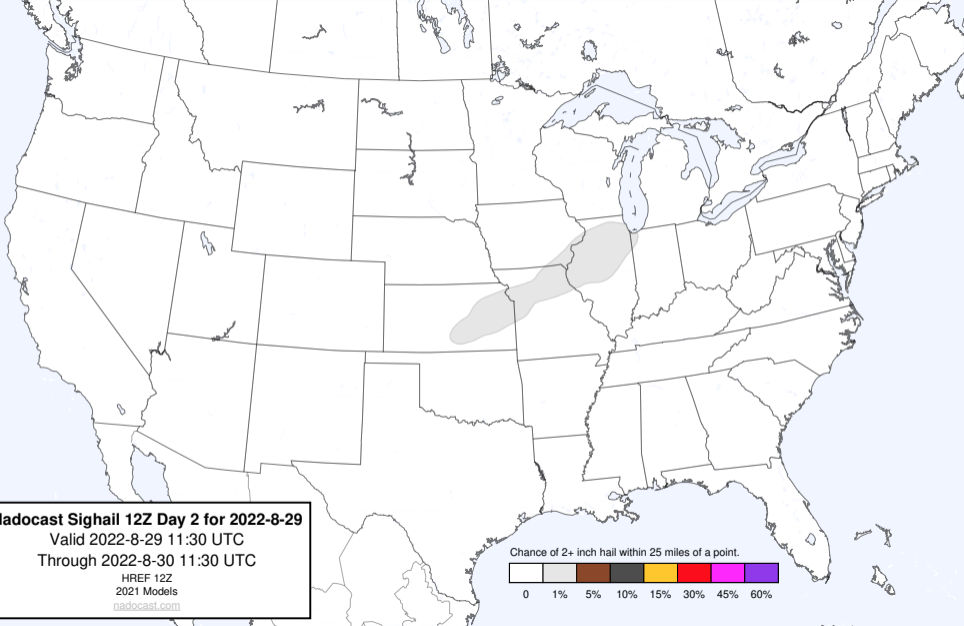 adocast Sighail 12Z Day 2 for 2022-8-29
Valid 2022-8-29 11:30 UTC
Through 2022-8-30 11:30 UTC
HREF 12Z
2021 Models
nadocast.com
Chance of 2+ inch hail within 25 miles of a point.
0 1% 5% 10% 15% 30% 45% 60%